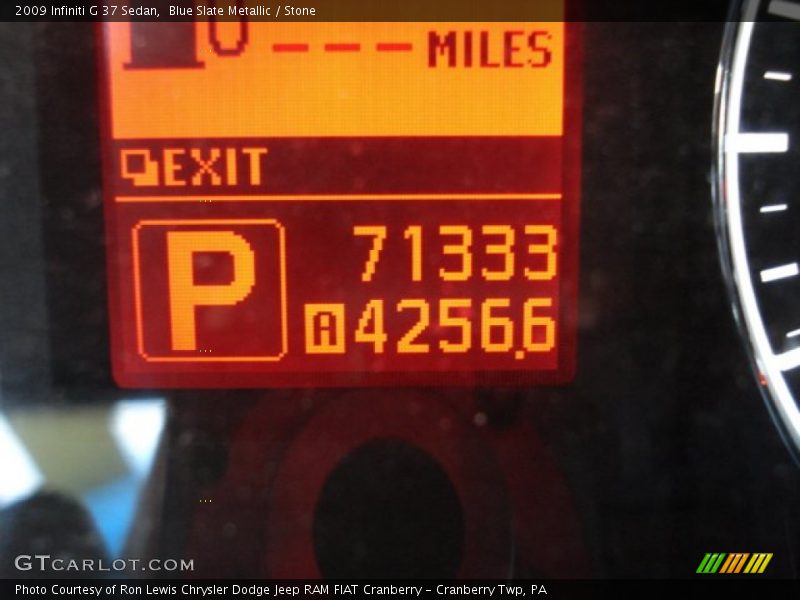 2009 Infiniti G 37 Sedan,  Blue Slate Metallic / Stone
0 --- MILES
EXIT
P
71333
A 4256.6
GTCARLOT.COM
Photo Courtesy of Ron Lewis Chrysler Dodge Jeep RAM FIAT Cranberry - Cranberry Twp, PA